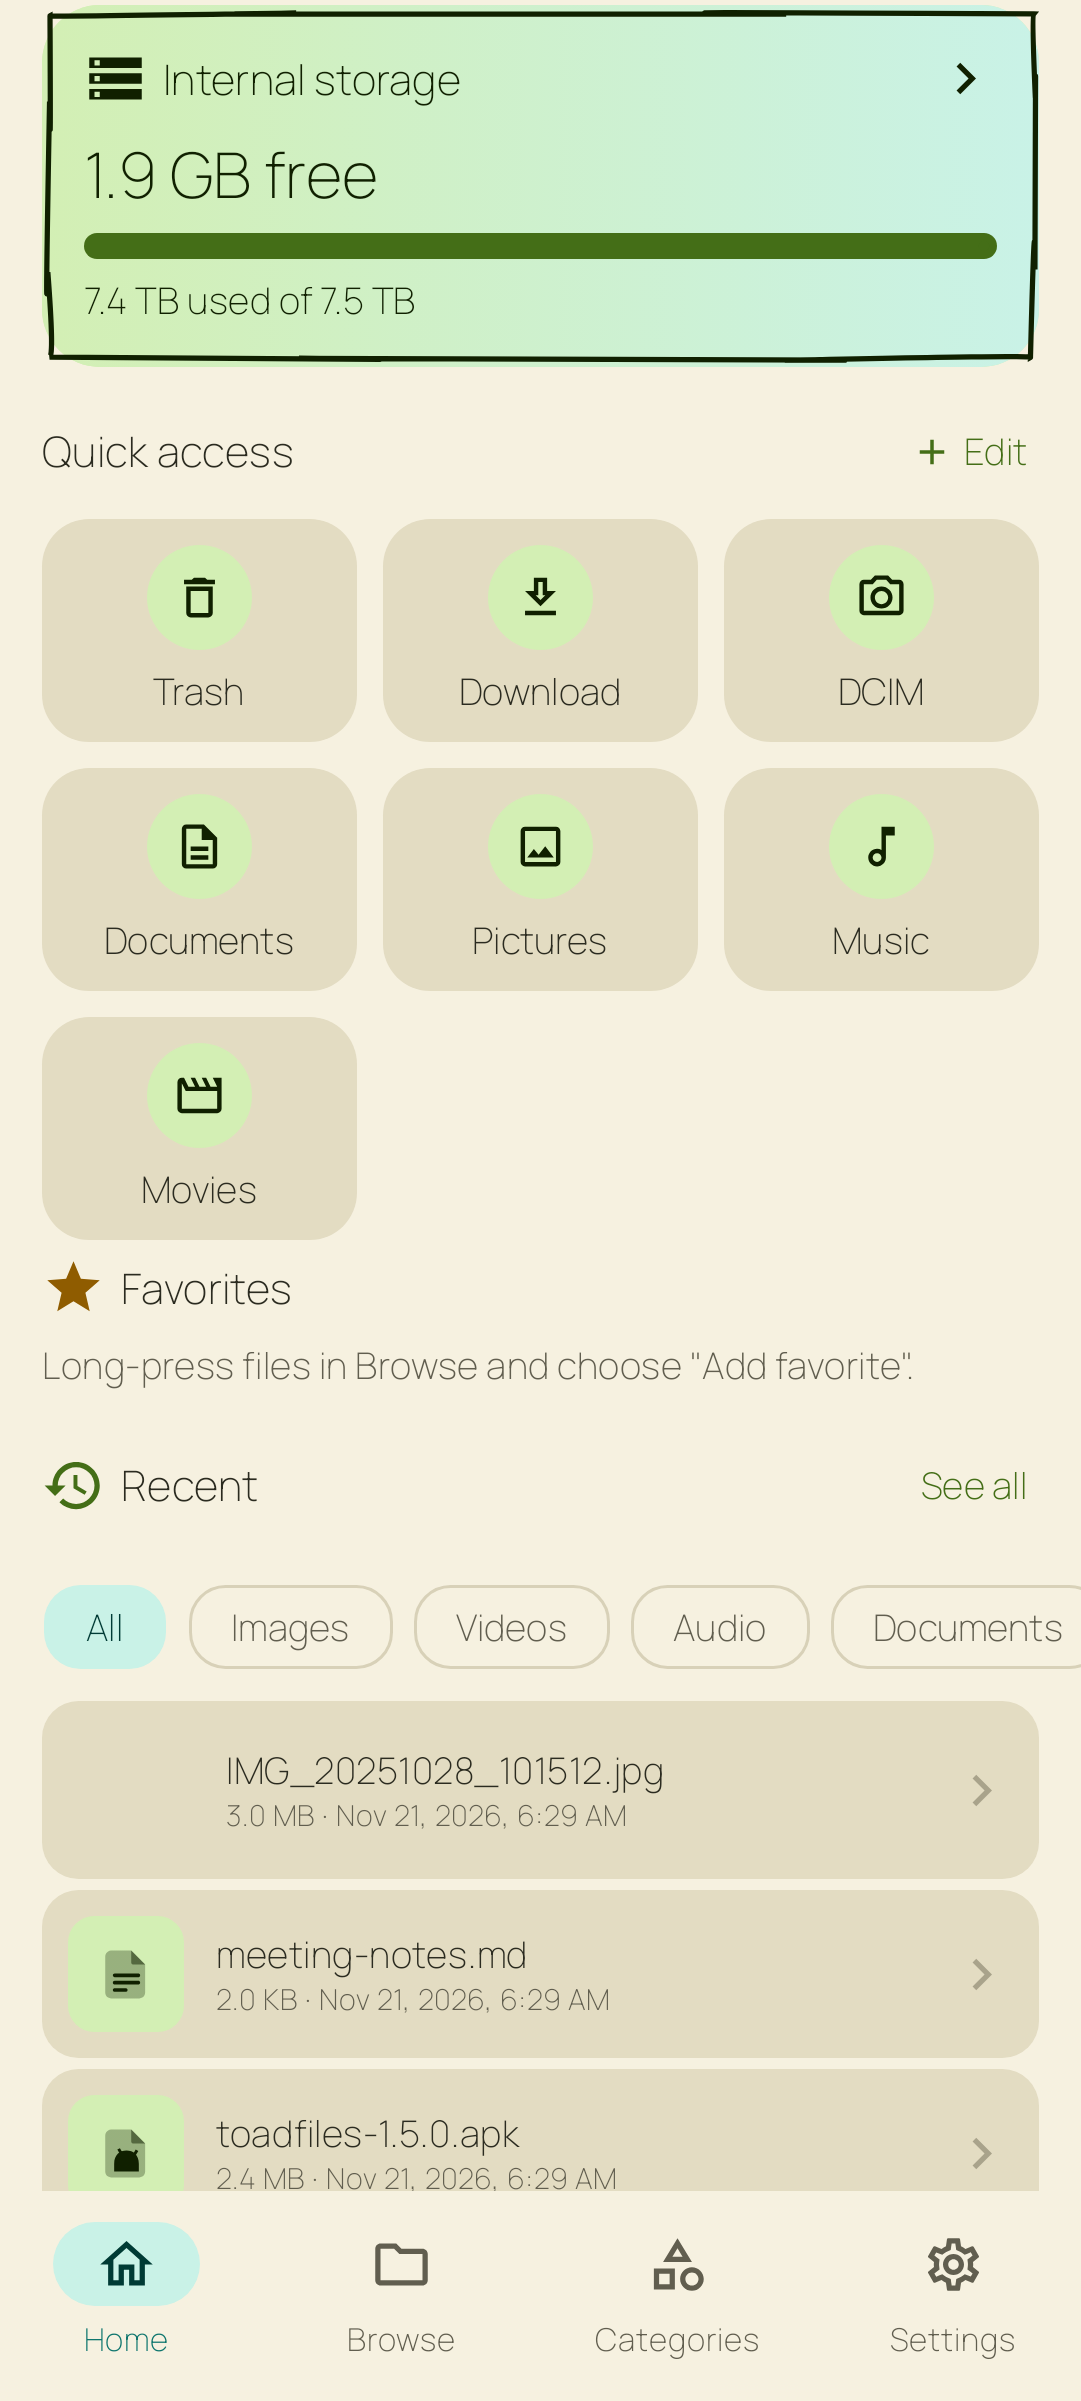 Internal storage
1.9 GB free
7.4 TB used of 7.5 TB
Quick access
Edit
Trash
Download
DCIM
Documents
Pictures
Music
Movies
Favorites
Long-press files in Browse and choose "Add favorite".
Recent
See all
All
Images
Videos
Audio
Documents
IMG_20251028_101512.jpg
3.0 MB · Nov 21, 2026, 6:29 AM
meeting-notes.md
2.0 KB · Nov 21, 2026, 6:29 AM
toadfiles-1.5.0.apk
2.4 MB · Nov 21, 2026, 6:29 AM
Home
Browse
Categories
Settings